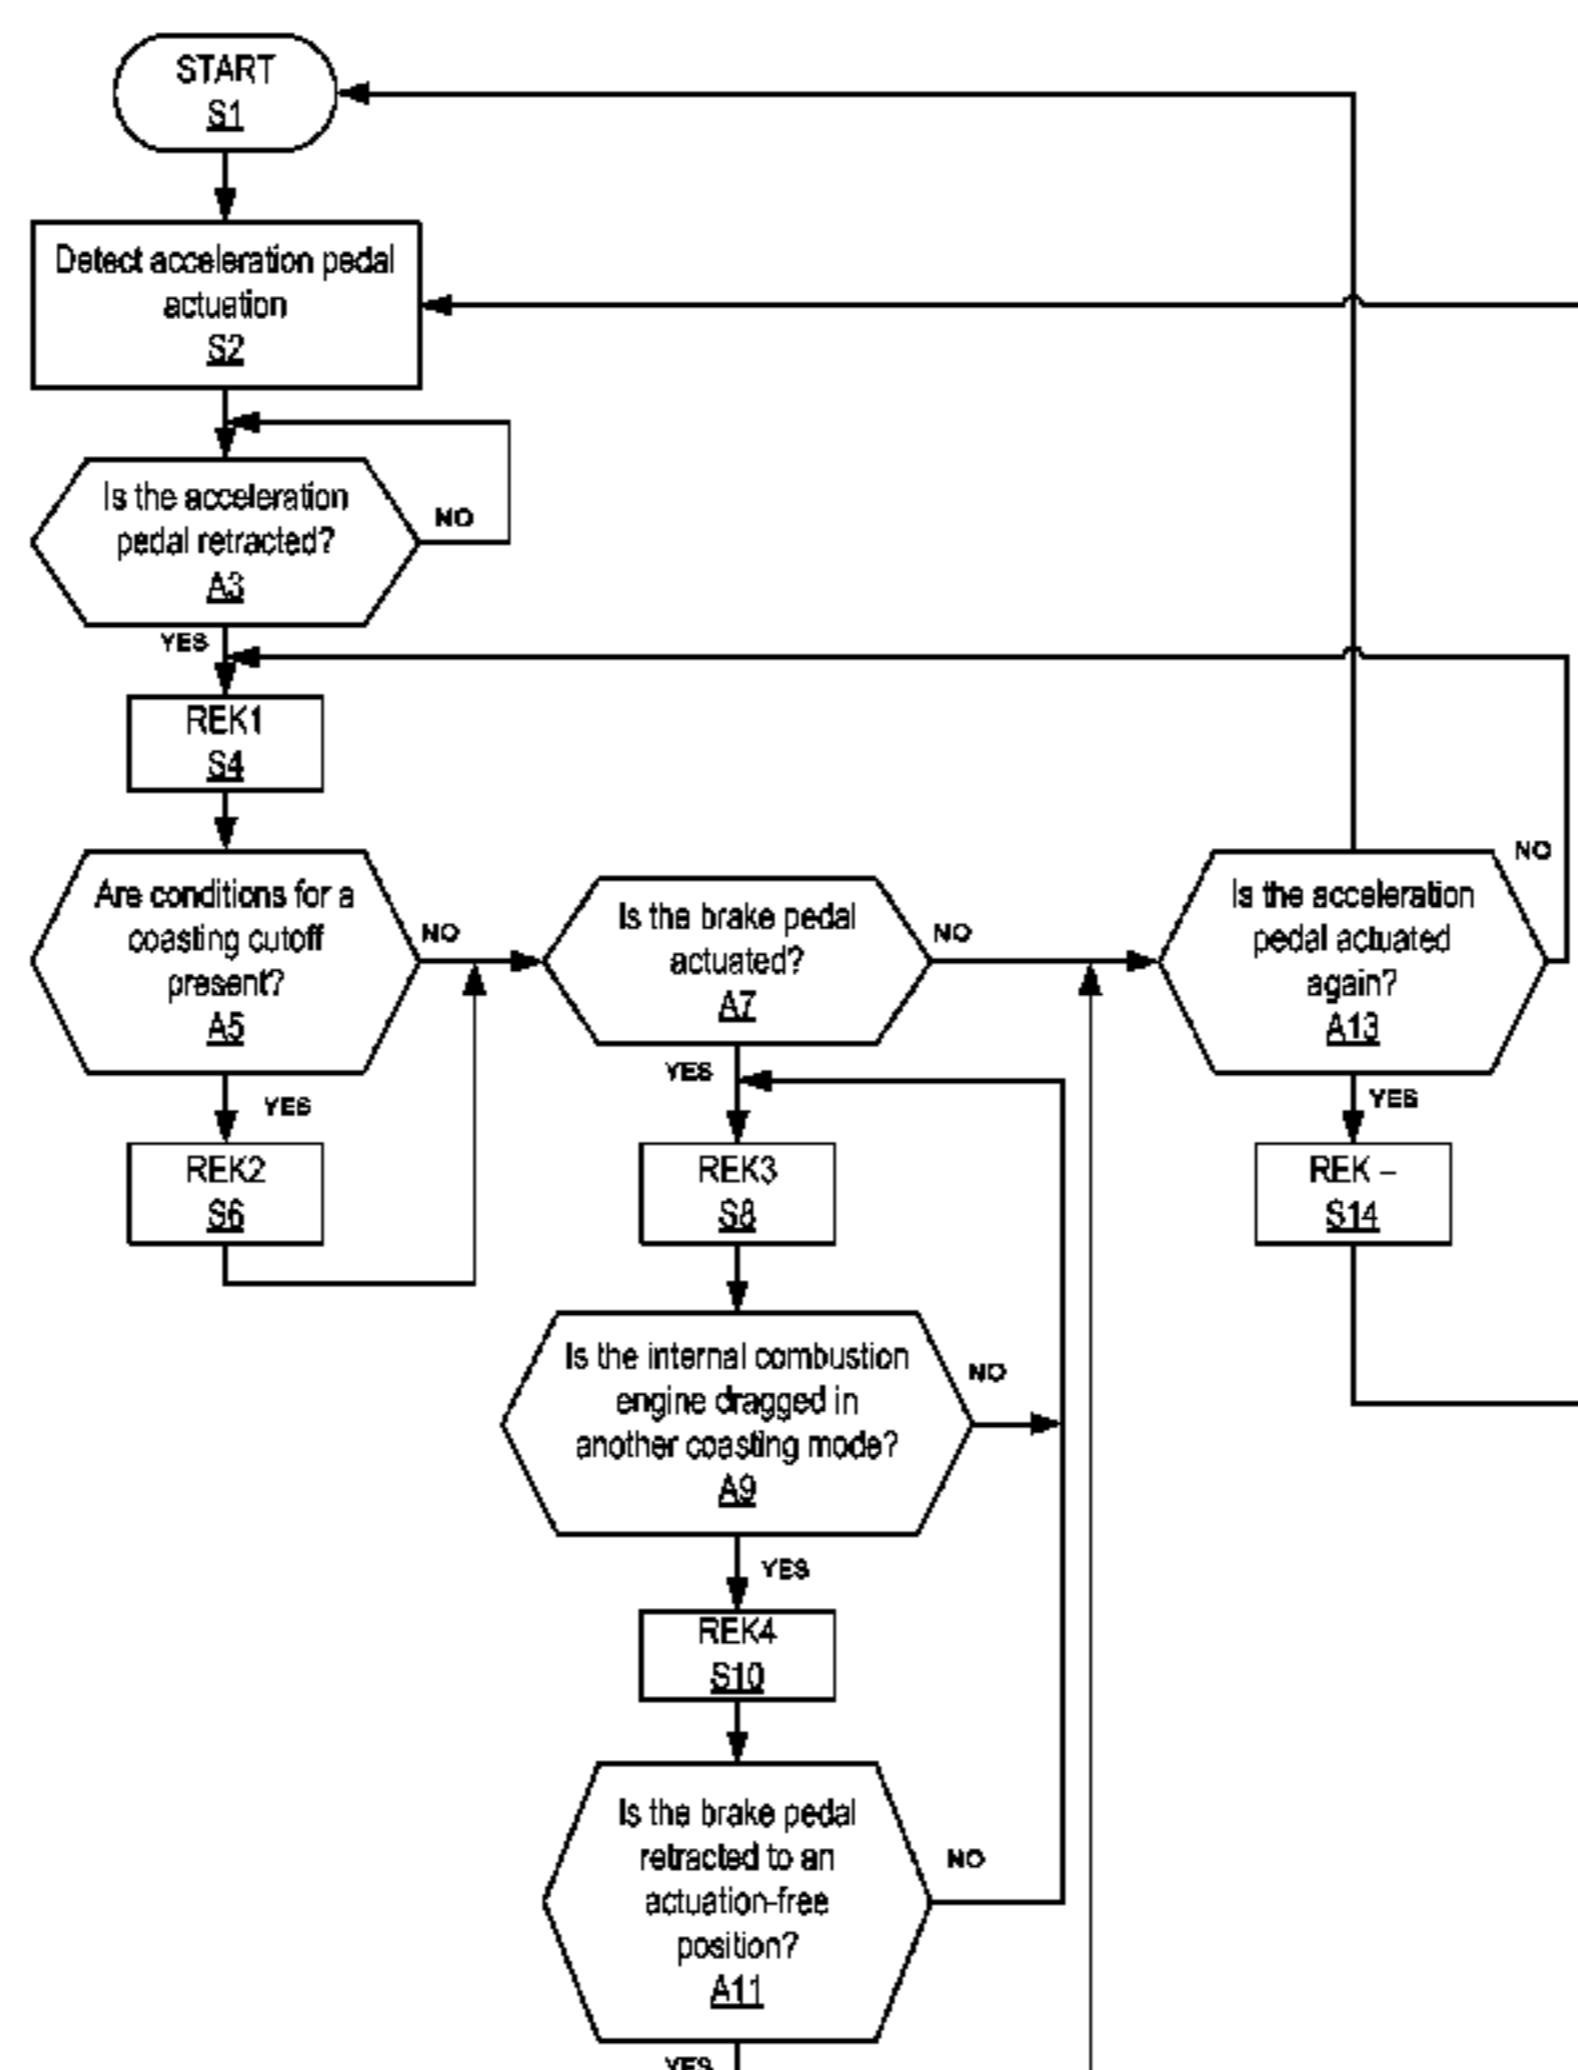 START
S1
Detect acceleration pedal
actuation
S2
Is the acceleration
pedal retracted?
A3
NO
YES
REK1
S4
Are conditions for a
coasting cutoff
present?
A5
NO
YES
REK2
S6
Is the brake pedal
actuated?
A7
NO
YES
REK3
S8
Is the internal combustion
engine dragged in
another coasting mode?
A9
NO
YES
REK4
S10
Is the brake pedal
retracted to an
actuation-free
position?
A11
NO
YES
Is the acceleration
pedal actuated
again?
A13
NO
YES
REK –
S14